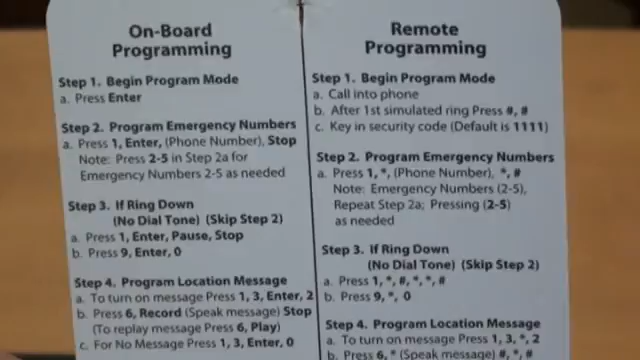 On-Board
Programming
Step 1. Begin Program Mode
a. Press Enter
Step 2. Program Emergency Numbers
a. Press 1, Enter, (Phone Number), Stop
Note: Press 2-5 in Step 2a for
Emergency Numbers 2-5 as needed
Step 3. If Ring Down
(No Dial Tone) (Skip Step 2)
a. Press 1, Enter, Pause, Stop
b. Press 9, Enter, 0
Step 4. Program Location Message
a. To turn on message Press 1, 3, Enter, 2
b. Press 6, Record (Speak message) Stop
(To replay message Press 6, Play)
c. For No Message Press 1, 3, Enter, 0
Remote
Programming
Step 1. Begin Program Mode
a. Call into phone
b. After 1st simulated ring Press #, #
c. Key in security code (Default is 1111)
Step 2. Program Emergency Numbers
a. Press 1, *, (Phone Number), *, #
Note: Emergency Numbers (2-5),
Repeat Step 2a; Pressing (2-5)
as needed
Step 3. If Ring Down
(No Dial Tone) (Skip Step 2)
a. Press 1, *, #, *, *, #
b. Press 9, *, 0
Step 4. Program Location Message
a. To turn on message Press 1, 3, *, 2
b. Press 6, * (Speak message) #, *, #